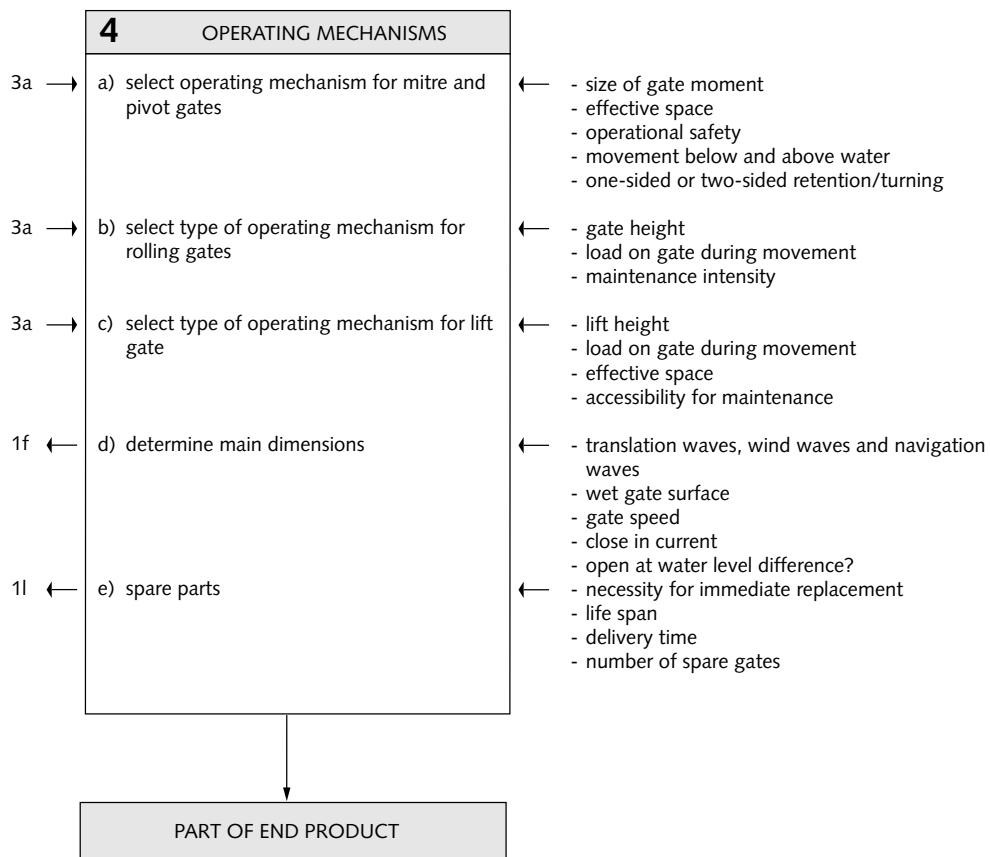 4 OPERATING MECHANISMS
3a
a) select operating mechanism for mitre and
pivot gates
- size of gate moment
- effective space
- operational safety
- movement below and above water
- one-sided or two-sided retention/turning
3a
b) select type of operating mechanism for
rolling gates
- gate height
- load on gate during movement
- maintenance intensity
3a
c) select type of operating mechanism for lift
gate
- lift height
- load on gate during movement
- effective space
- accessibility for maintenance
1f
d) determine main dimensions
- translation waves, wind waves and navigation
waves
- wet gate surface
- gate speed
- close in current
- open at water level difference?
1l
e) spare parts
- necessity for immediate replacement
- life span
- delivery time
- number of spare gates
PART OF END PRODUCT